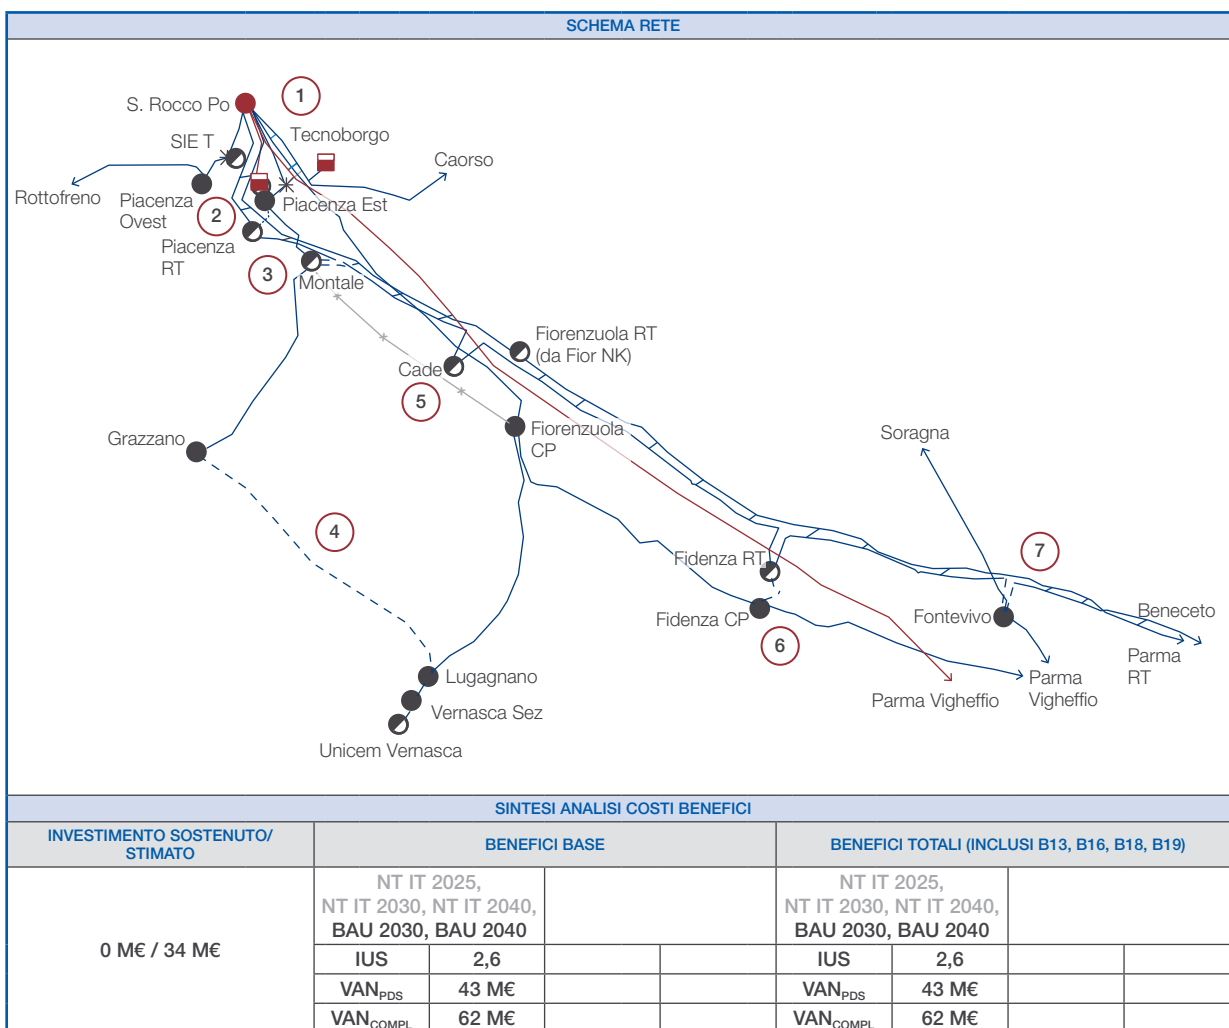 SCHEMA RETE
1
S. Rocco Po
Tecnoborgo
SIE T
Caorso
Rottofreno
Piacenza
Ovest
Piacenza Est
2
Piacenza
RT
3
Montale
Fiorenzuola RT
(da Fior NK)
Cade
5
Fiorenzuola
CP
Grazzano
Soragna
4
7
Fidenza RT
Fidenza CP
Fontevivo
Beneceto
6
Parma
RT
Lugagnano
Parma Vigheffio
Parma
Vigheffio
Vernasca Sez
Unicem Vernasca
SINTESI ANALISI COSTI BENEFICI
INVESTIMENTO SOSTENUTO/
STIMATO
BENEFICI BASE
BENEFICI TOTALI (INCLUSI B13, B16, B18, B19)
0 M€ / 34 M€
NT IT 2025,
NT IT 2030, NT IT 2040,
BAU 2030, BAU 2040
NT IT 2025,
NT IT 2030, NT IT 2040,
BAU 2030, BAU 2040
IUS 2,6 IUS 2,6
VANPDS 43 M€ VANPDS 43 M€
VANCOMPL 62 M€ VANCOMPL 62 M€